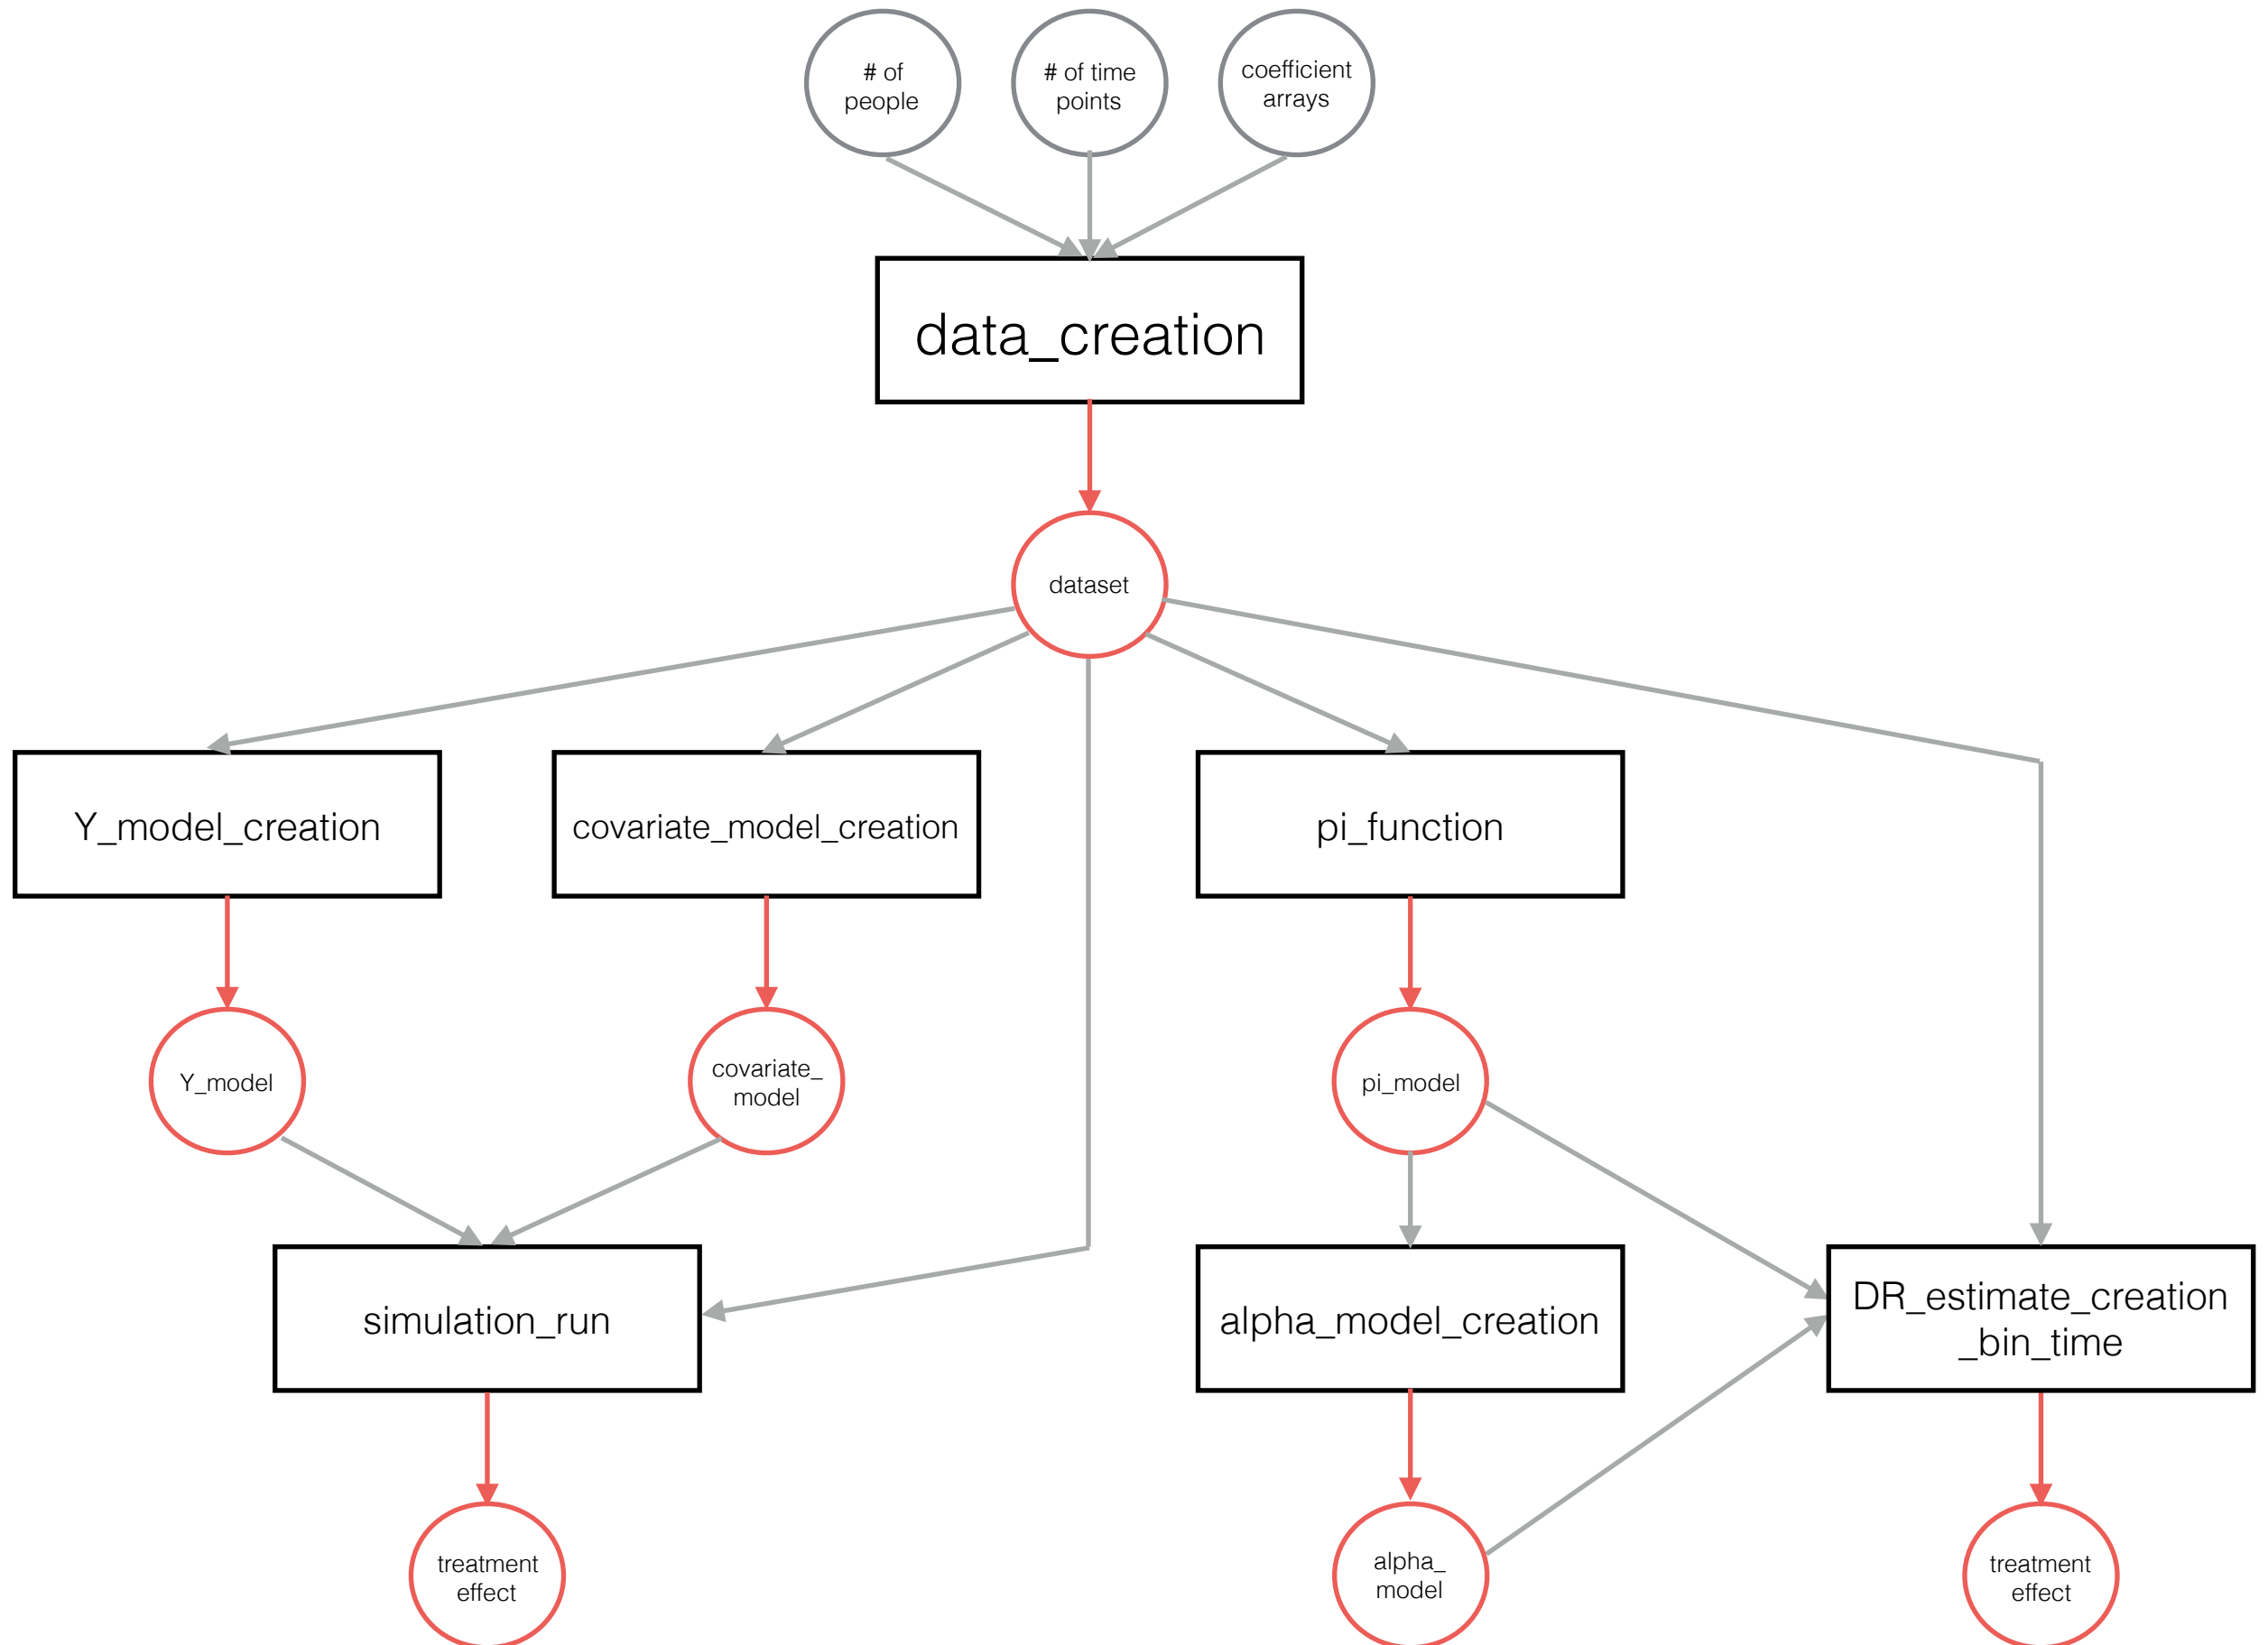 # of
people
# of time
points
coefficient
arrays
data_creation
dataset
Y_model_creation
covariate_model_creation
pi_function
Y_model
covariate_
model
pi_model
simulation_run
alpha_model_creation
DR_estimate_creation
_bin_time
treatment
effect
alpha_
model
treatment
effect